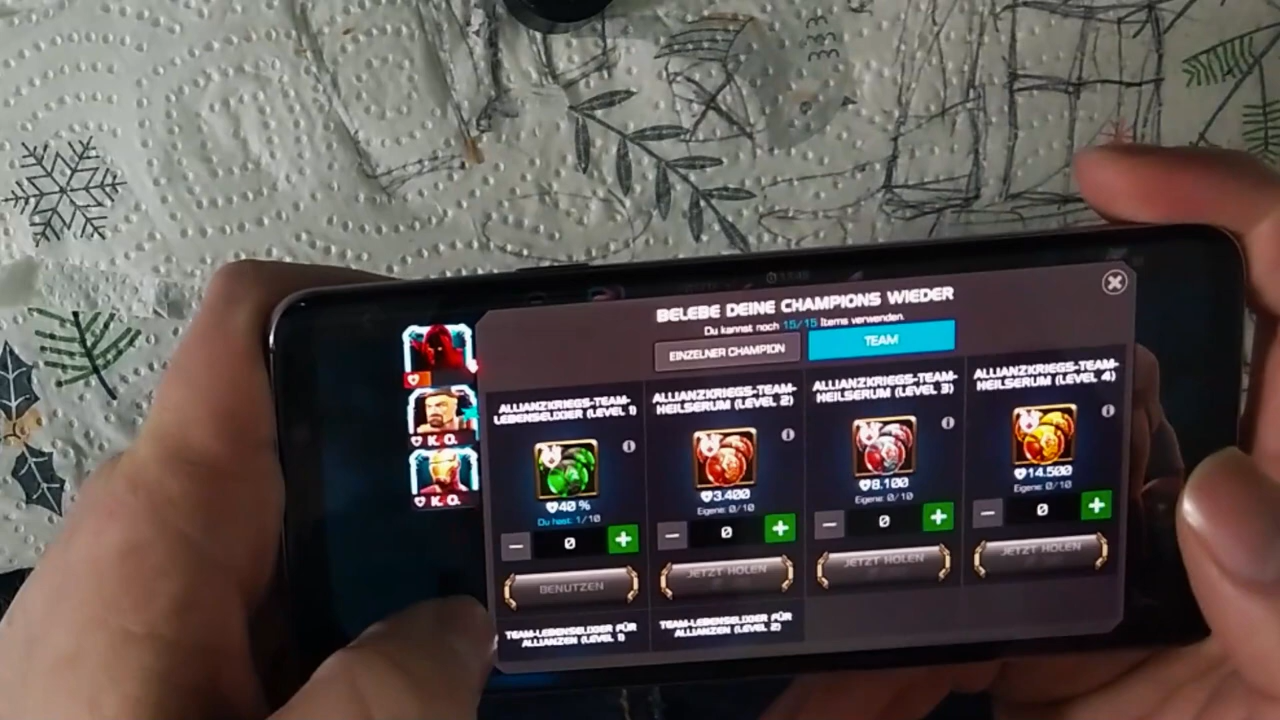 BELEBE DEINE CHAMPIONS WIEDER
Du kannst noch 15/15 Items verwenden.
EINZELNER CHAMPION
TEAM
K. O.
K. O.
ALLIANZKRIEGS-TEAM-
LEBENSELIXIER (LEVEL 1)
40 %
Du hast: 1/10
0
BENUTZEN
ALLIANZKRIEGS-TEAM-
HEILSERUM (LEVEL 2)
3.400
Eigene: 0/10
0
JETZT HOLEN
ALLIANZKRIEGS-TEAM-
HEILSERUM (LEVEL 3)
8.100
Eigene: 0/10
0
JETZT HOLEN
ALLIANZKRIEGS-TEAM-
HEILSERUM (LEVEL 4)
14.500
Eigene: 0/10
0
JETZT HOLEN
TEAM-LEBENSELIXIER FÜR
ALLIANZEN (LEVEL 1)
TEAM-LEBENSELIXIER FÜR
ALLIANZEN (LEVEL 2)